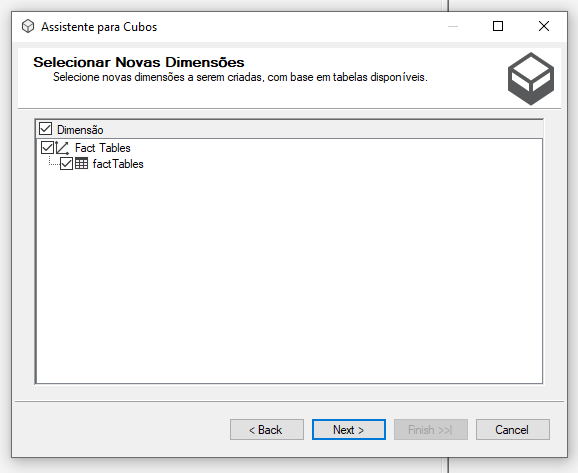 Assistente para Cubos
Selecionar Novas Dimensões
Selecione novas dimensões a serem criadas, com base em tabelas disponíveis.
Dimensão
Fact Tables
factTables
< Back
Next >
Finish >>|
Cancel